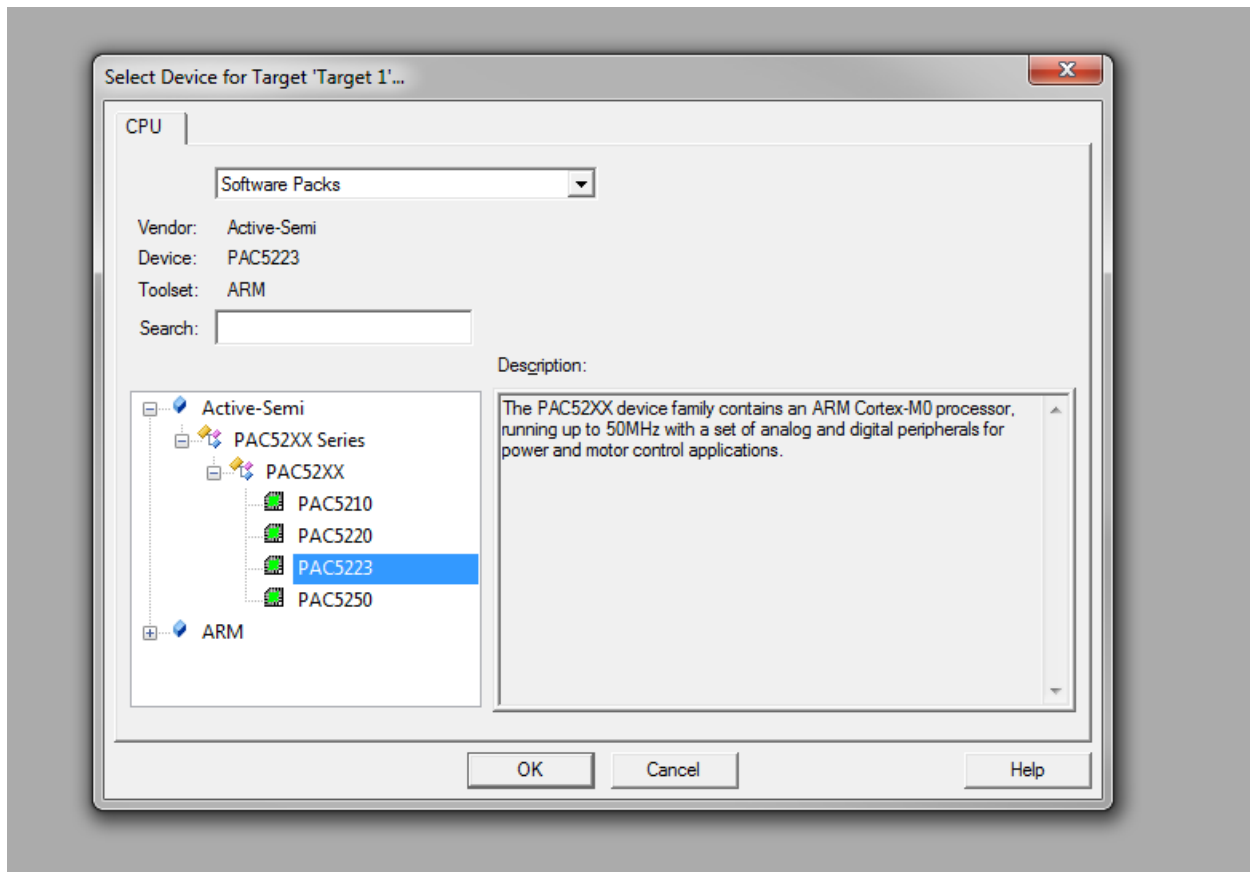 Select Device for Target 'Target 1'...
CPU
Software Packs
Vendor: Active-Semi
Device: PAC5223
Toolset: ARM
Search:
Description:
Active-Semi
PAC52XX Series
PAC52XX
PAC5210
PAC5220
PAC5223
PAC5250
ARM
The PAC52XX device family contains an ARM Cortex-M0 processor,
running up to 50MHz with a set of analog and digital peripherals for
power and motor control applications.
OK Cancel Help